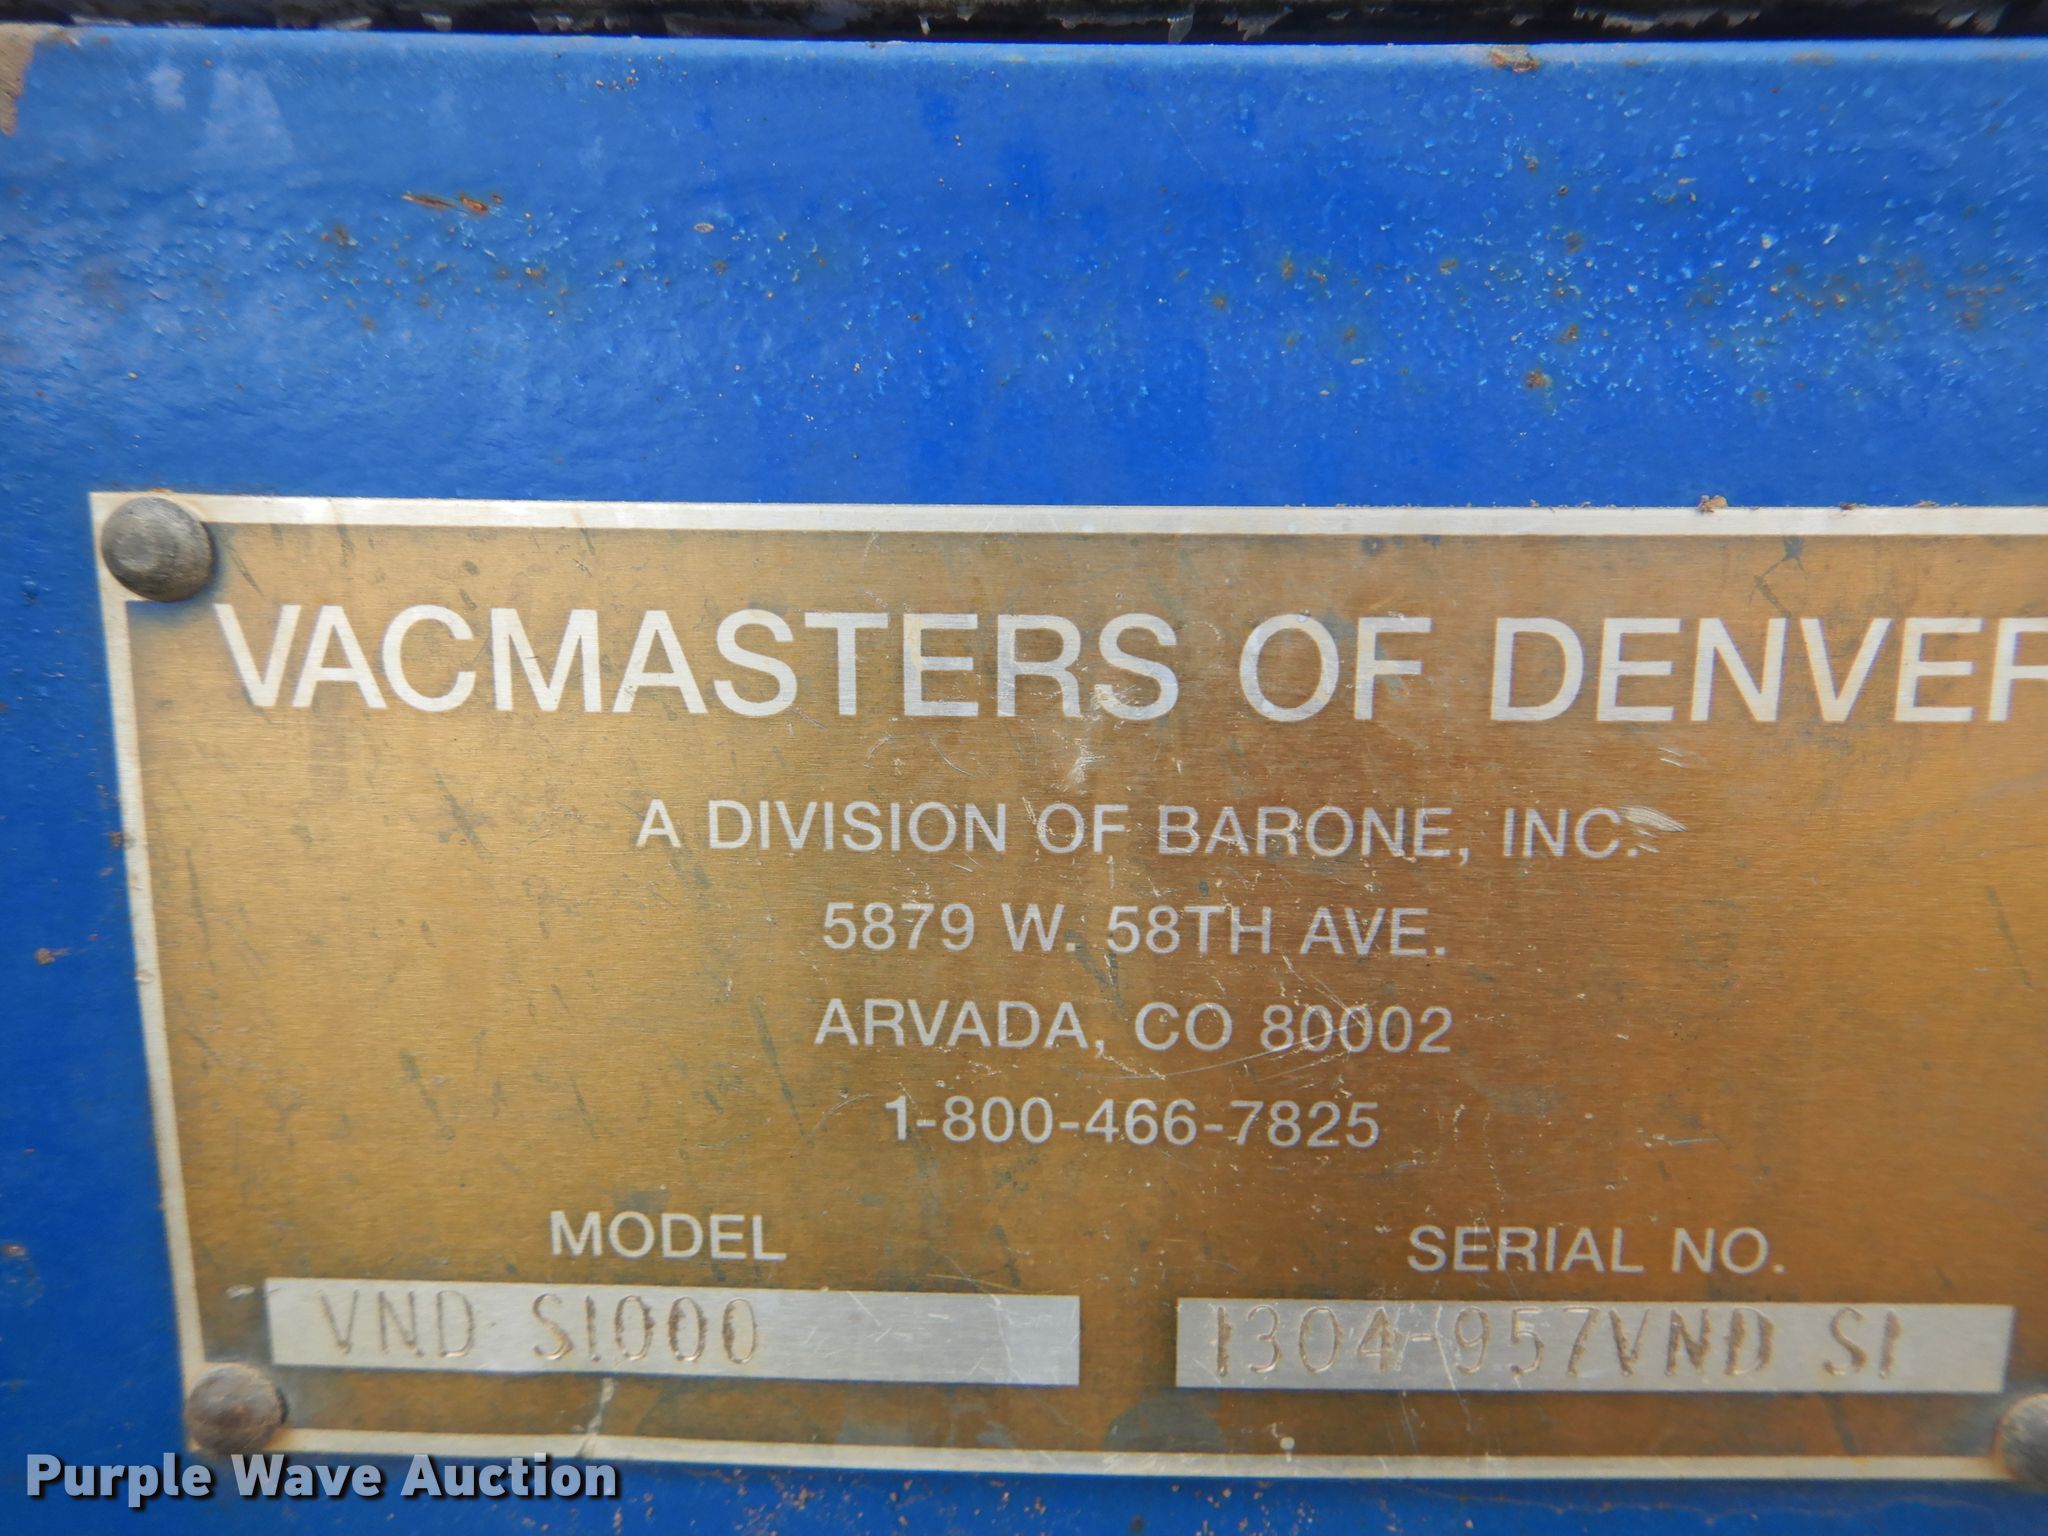 VACMASTERS OF DENVER
A DIVISION OF BARONE, INC.
5879 W. 58TH AVE.
ARVADA, CO 80002
1-800-466-7825
MODEL SERIAL NO.
VND S1000 1304-957VND S1
Purple Wave Auction